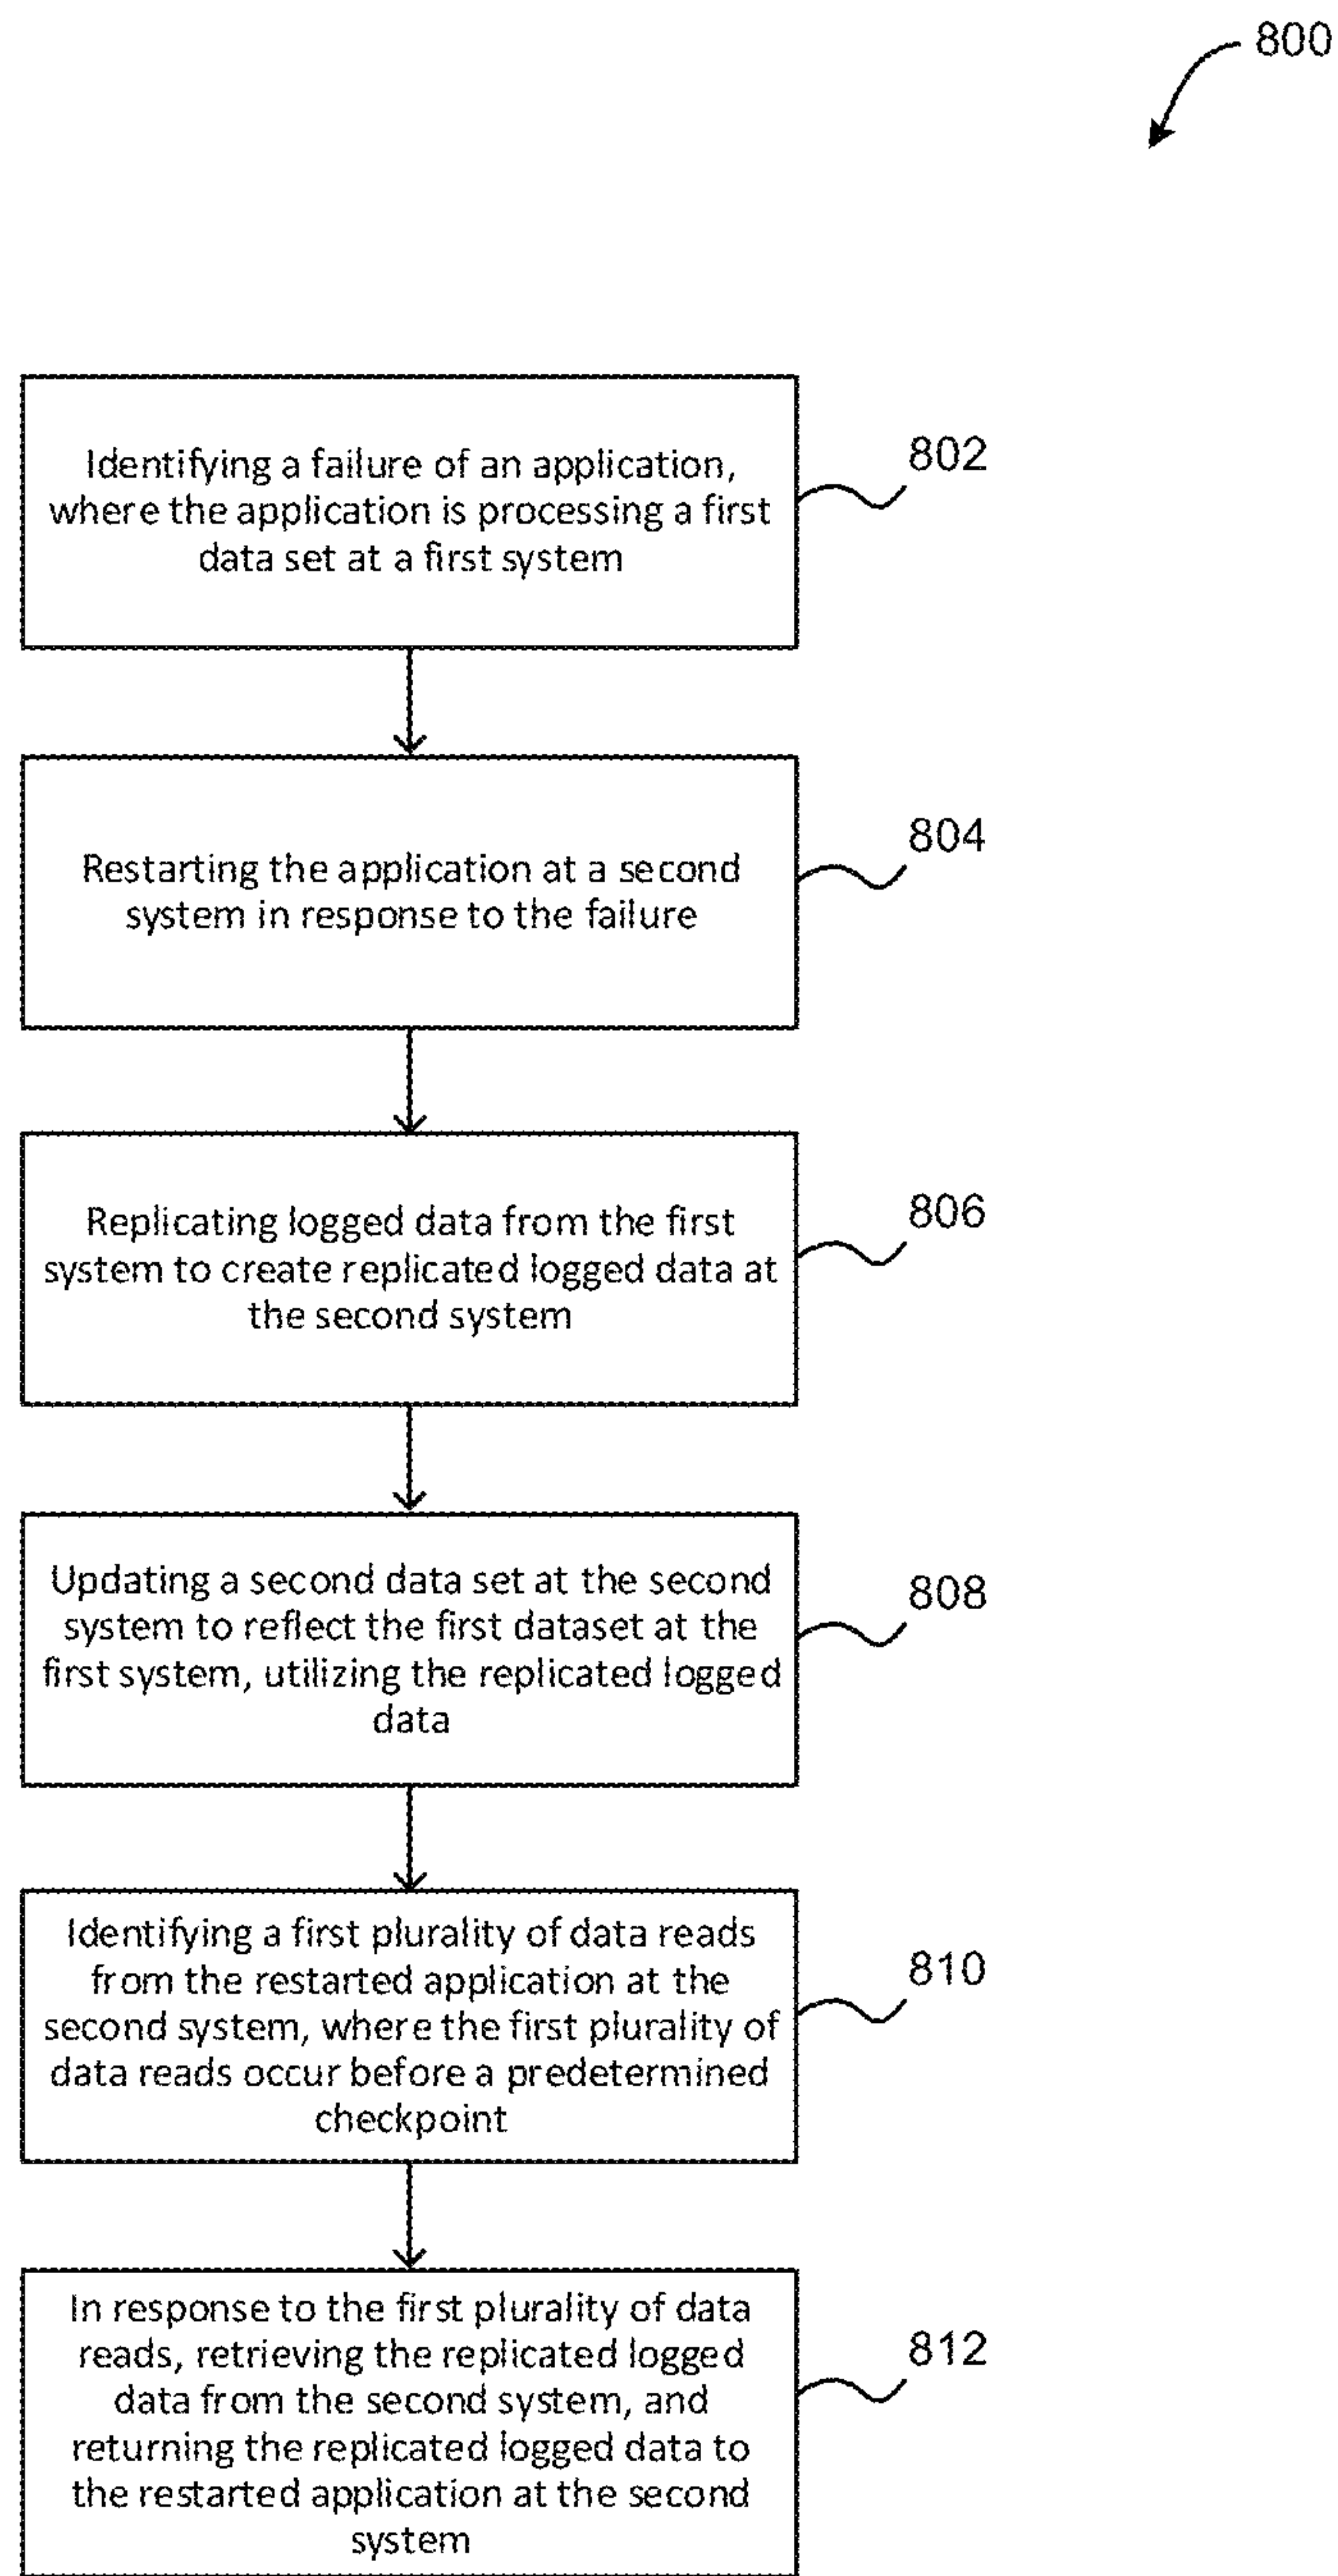 800
Identifying a failure of an application,
where the application is processing a first
data set at a first system
802
Restarting the application at a second
system in response to the failure
804
Replicating logged data from the first
system to create replicated logged data at
the second system
806
Updating a second data set at the second
system to reflect the first dataset at the
first system, utilizing the replicated logged
data
808
Identifying a first plurality of data reads
from the restarted application at the
second system, where the first plurality of
data reads occur before a predetermined
checkpoint
810
In response to the first plurality of data
reads, retrieving the replicated logged
data from the second system, and
returning the replicated logged data to
the restarted application at the second
system
812